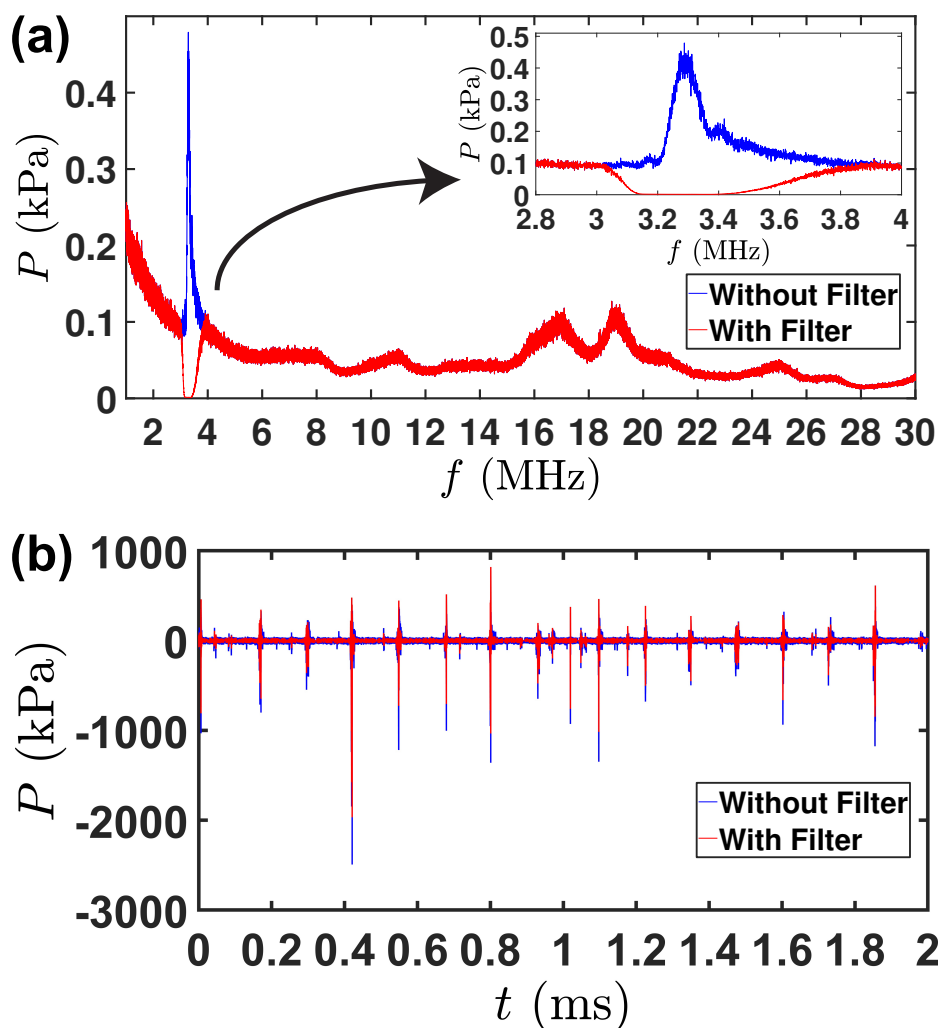 (a)
P (kPa)
0.4
0.3
0.2
0.1
0
2 4 6 8 10 12 14 16 18 20 22 24 26 28 30
f (MHz)
P (kPa)
0.5
0.4
0.3
0.2
0.1
0
2.8 3 3.2 3.4 3.6 3.8 4
f (MHz)
Without Filter
With Filter
(b)
P (kPa)
1000
0
-1000
-2000
-3000
0 0.2 0.4 0.6 0.8 1 1.2 1.4 1.6 1.8 2
t (ms)
Without Filter
With Filter